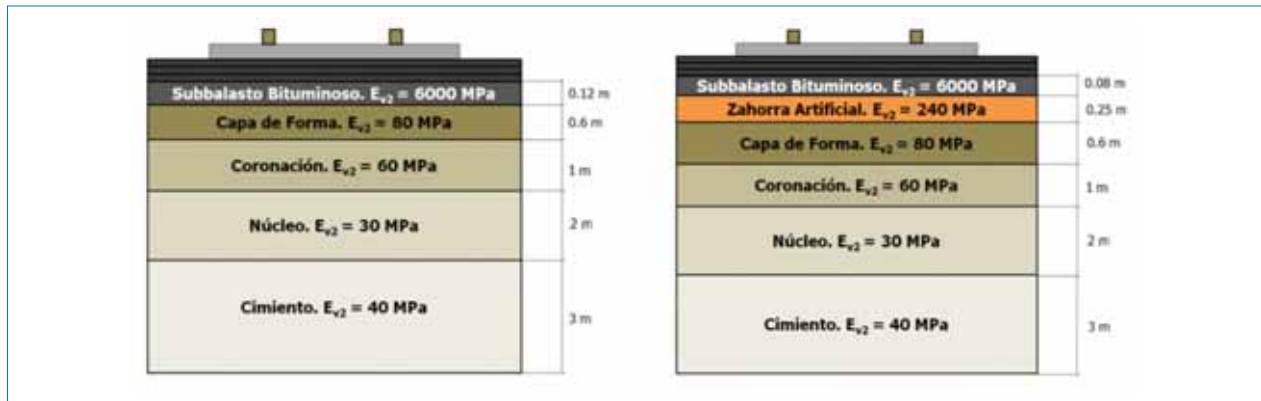 Subbalasto Bituminoso. Ev2 = 6000 MPa
0.12 m
Capa de Forma. Ev2 = 80 MPa
0.6 m
Coronación. Ev2 = 60 MPa
1 m
Núcleo. Ev2 = 30 MPa
2 m
Cimiento. Ev2 = 40 MPa
3 m
Subbalasto Bituminoso. Ev2 = 6000 MPa
0.08 m
Zahorra Artificial. Ev2 = 240 MPa
0.25 m
Capa de Forma. Ev2 = 80 MPa
0.6 m
Coronación. Ev2 = 60 MPa
1 m
Núcleo. Ev2 = 30 MPa
2 m
Cimiento. Ev2 = 40 MPa
3 m